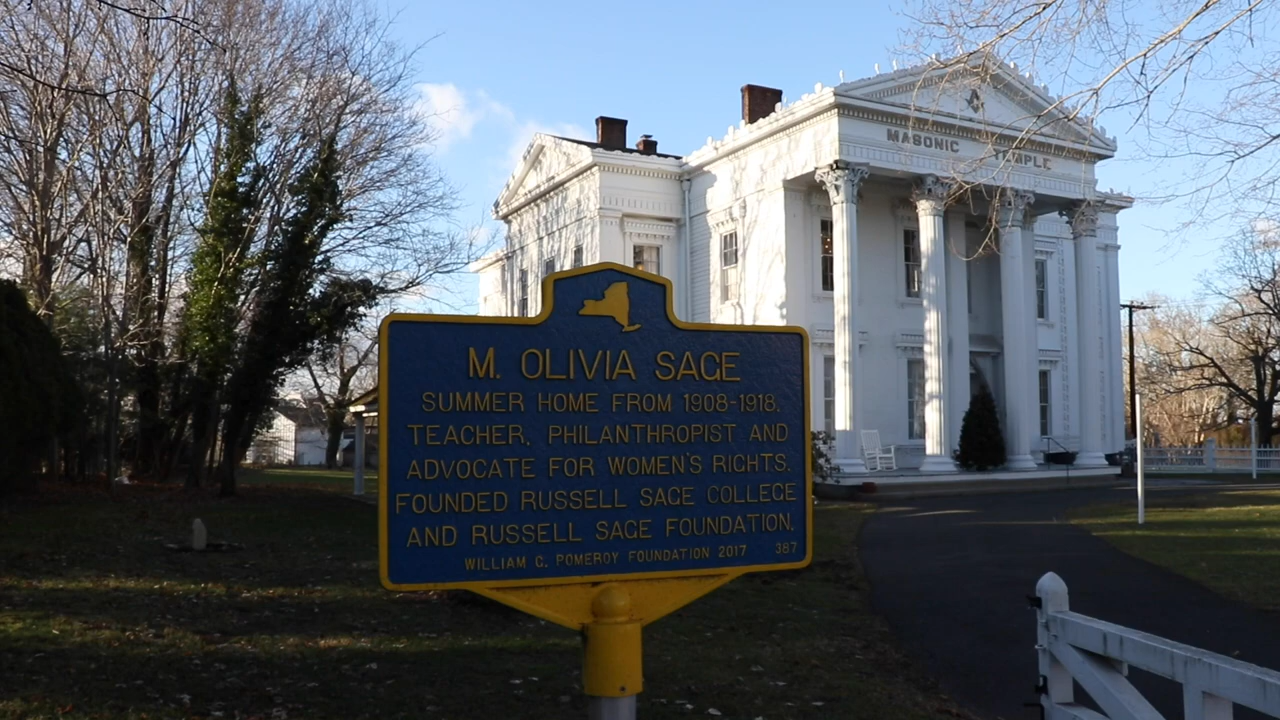 MASONIC TEMPLE
M. OLIVIA SAGE
SUMMER HOME FROM 1908-1918.
TEACHER, PHILANTHROPIST AND
ADVOCATE FOR WOMEN'S RIGHTS.
FOUNDED RUSSELL SAGE COLLEGE
AND RUSSELL SAGE FOUNDATION.
WILLIAM G. POMEROY FOUNDATION 2017 387